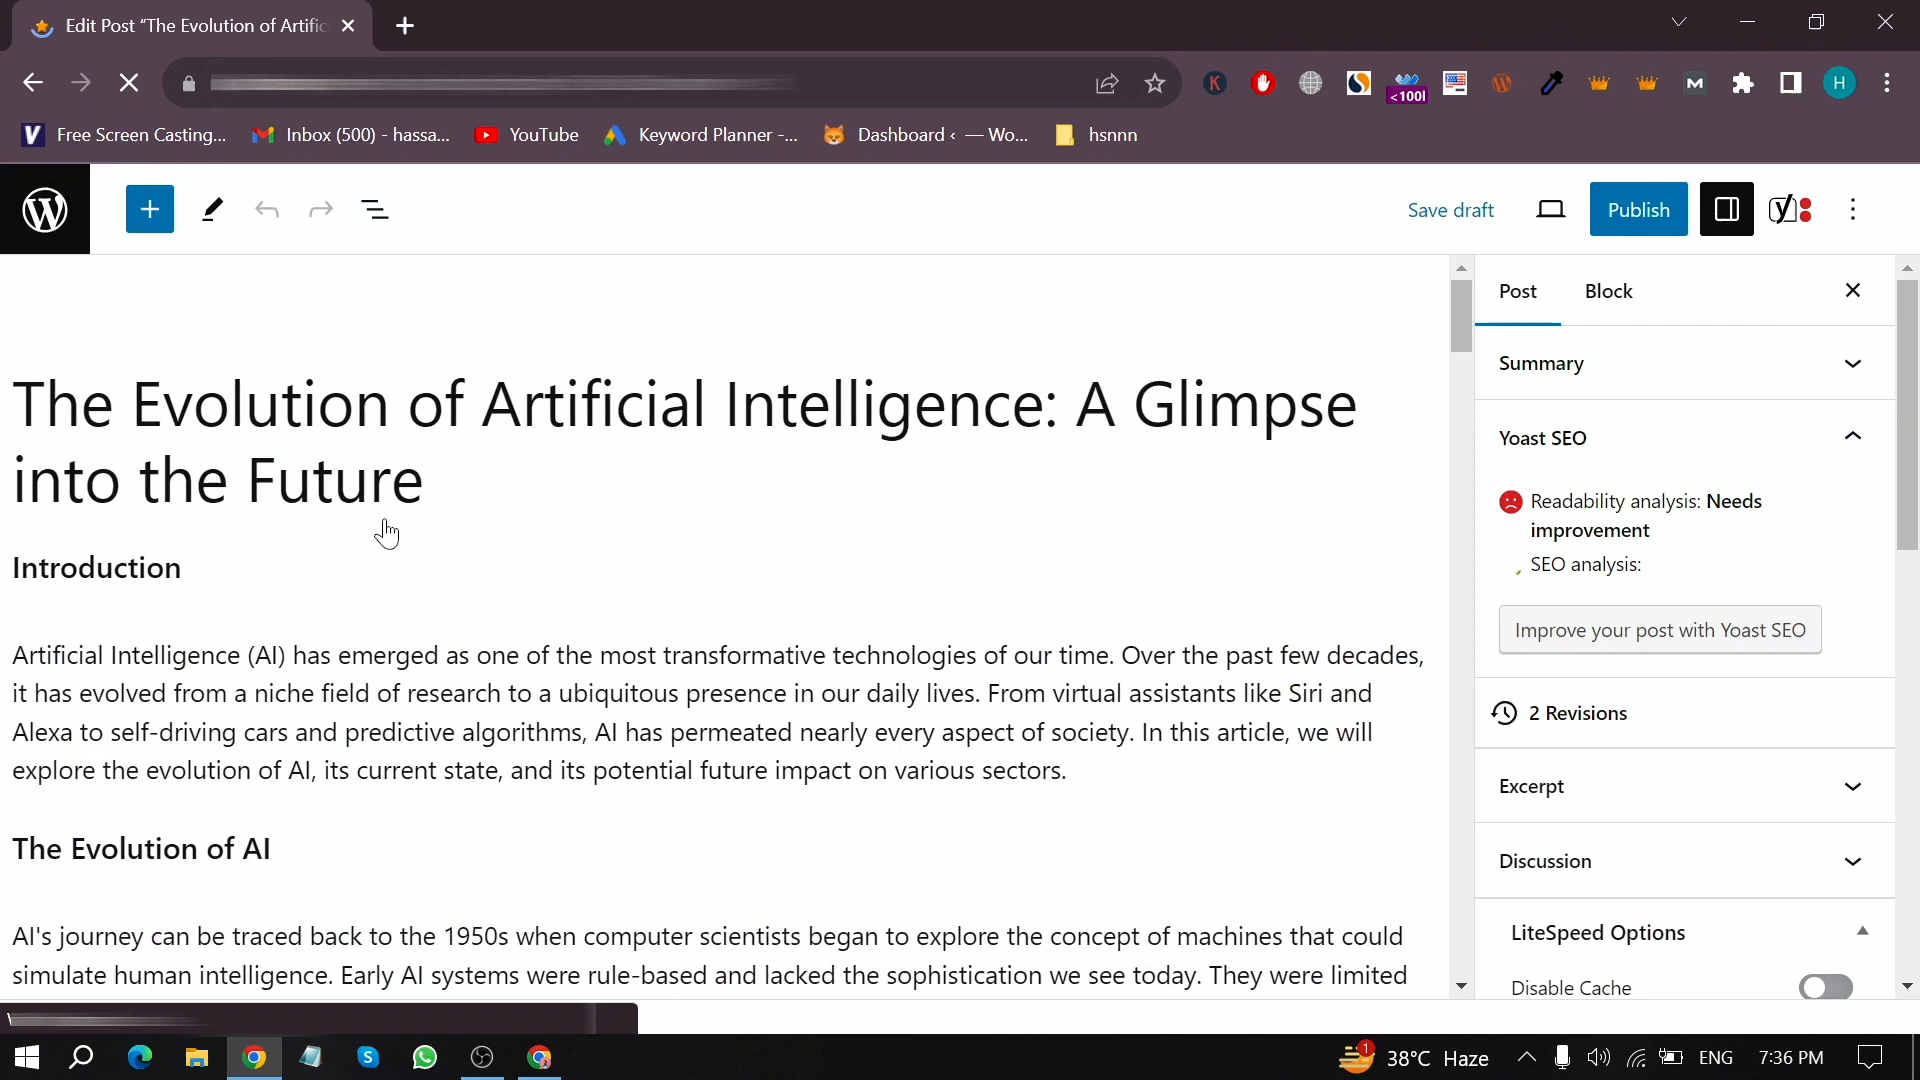 Edit Post “The Evolution of Artific
<100l
Free Screen Casting...
Inbox (500) - hassa...
YouTube
Keyword Planner -...
Dashboard ‹ — Wo...
hsnnn
H
Save draft
Publish
Post
Block
Summary
The Evolution of Artificial Intelligence: A Glimpse
into the Future
Yoast SEO
Readability analysis: Needs
improvement
SEO analysis:
Introduction
Improve your post with Yoast SEO
Artificial Intelligence (AI) has emerged as one of the most transformative technologies of our time. Over the past few decades,
it has evolved from a niche field of research to a ubiquitous presence in our daily lives. From virtual assistants like Siri and
Alexa to self-driving cars and predictive algorithms, AI has permeated nearly every aspect of society. In this article, we will
explore the evolution of AI, its current state, and its potential future impact on various sectors.
2 Revisions
Excerpt
The Evolution of AI
Discussion
AI's journey can be traced back to the 1950s when computer scientists began to explore the concept of machines that could
simulate human intelligence. Early AI systems were rule-based and lacked the sophistication we see today. They were limited
LiteSpeed Options
Disable Cache
1
38°C Haze
ENG
7:36 PM